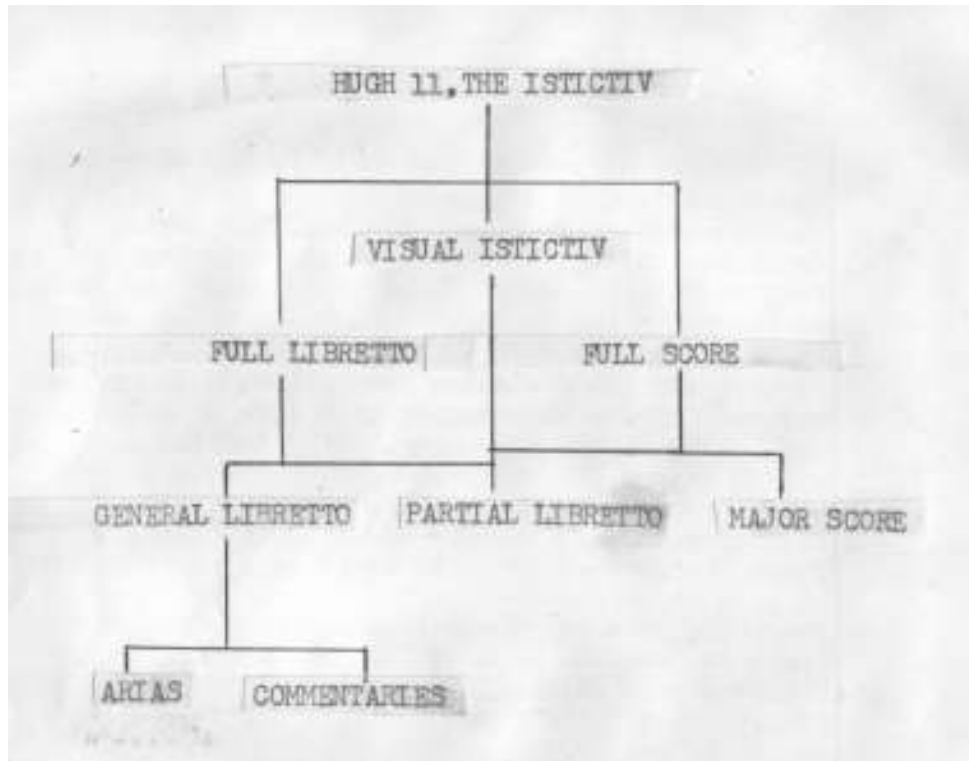 HUGH 11, THE ISTICTIV
VISUAL ISTICTIV
FULL LIBRETTO
FULL SCORE
GENERAL LIBRETTO
PARTIAL LIBRETTO
MAJOR SCORE
ARIAS
COMMENTARIES